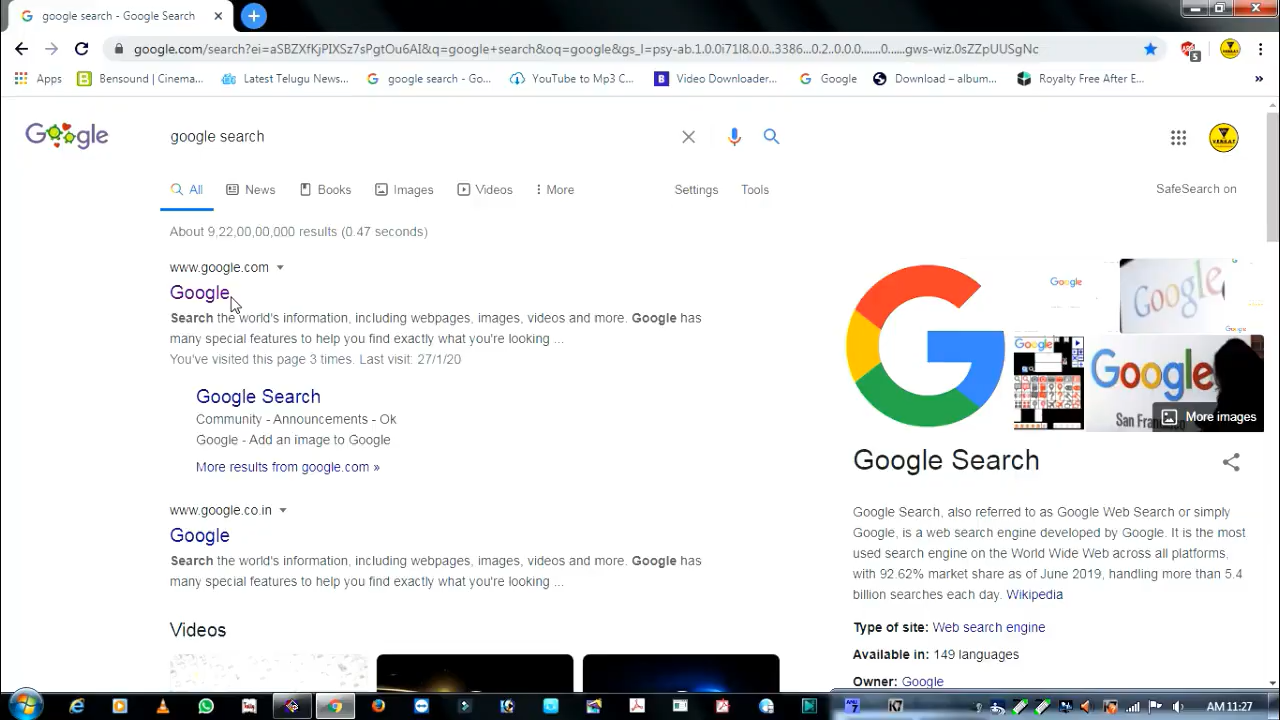 google search - Google Search
google.com/search?ei=aSBZXfKjPIXSz7sPgtOu6AI&q=google+search&oq=google&gs_l=psy-ab.1.0.0i71l8.0.0..3386...0.2..0.0.0.......0......gws-wiz.0sZZpUUSgNc
5
Apps
Bensound | Cinema...
Latest Telugu News...
google search - Go...
YouTube to Mp3 C...
Video Downloader...
Google
Download – album...
Royalty Free After E...
»
Google
google search
All
News
Books
Images
Videos
More
Settings
Tools
SafeSearch on
About 9,22,00,00,000 results (0.47 seconds)
www.google.com
Google
Search the world's information, including webpages, images, videos and more. Google has
many special features to help you find exactly what you're looking ...
You've visited this page 3 times. Last visit: 27/1/20
Google Search
Community - Announcements - Ok
Google - Add an image to Google
More results from google.com »
www.google.co.in
Google
Search the world's information, including webpages, images, videos and more. Google has
many special features to help you find exactly what you're looking ...
Videos
G
Google
Google
Google
Google
San Fran
More images
Google Search
Google Search, also referred to as Google Web Search or simply
Google, is a web search engine developed by Google. It is the most
used search engine on the World Wide Web across all platforms,
with 92.62% market share as of June 2019, handling more than 5.4
billion searches each day. Wikipedia
Type of site: Web search engine
Available in: 149 languages
Owner: Google
AM 11:27